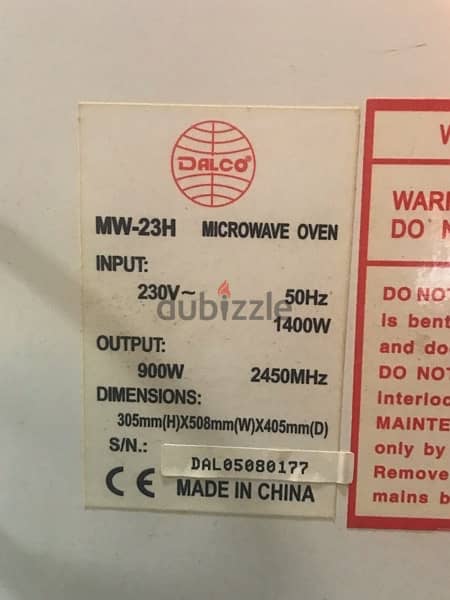 DALCO
MW-23H MICROWAVE OVEN
INPUT:
230V~ 50Hz
1400W
OUTPUT:
900W 2450MHz
DIMENSIONS:
305mm(H)X508mm(W)X405mm(D)
S/N.:
DAL05080177
CE MADE IN CHINA
dubizzle
W
WARN
DO N
DO NOT
is bent
and doo
DO NOT
interloc
MAINTE
only by
Remove
mains b